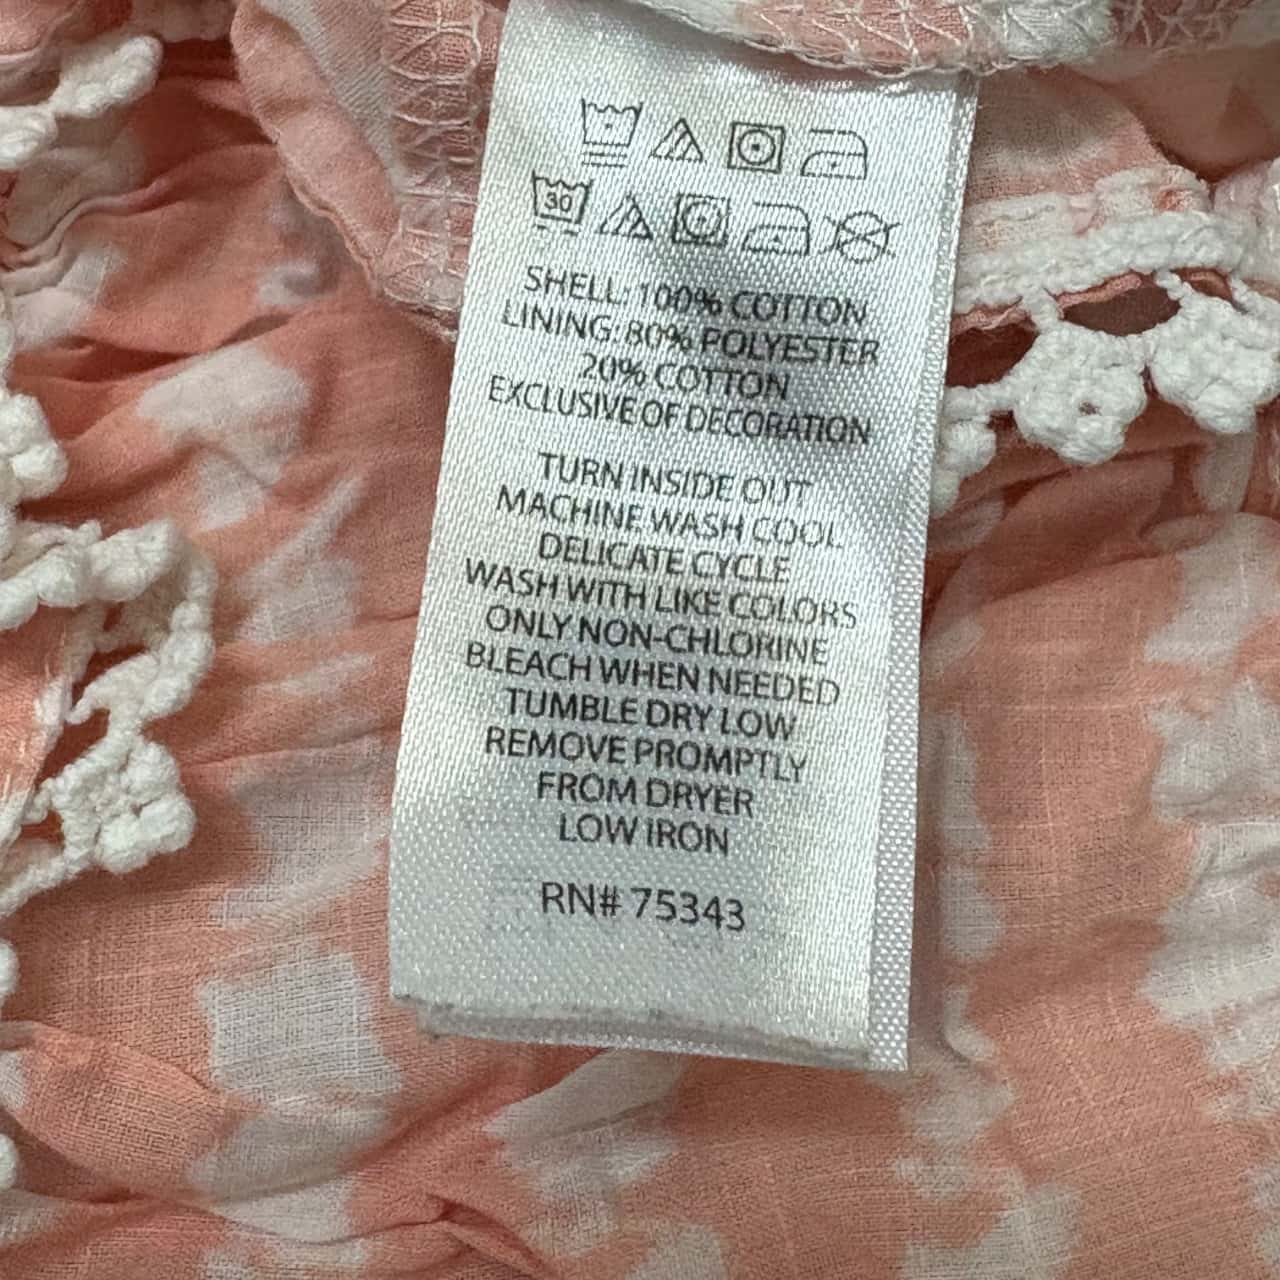 30
SHELL: 100% COTTON
LINING: 80% POLYESTER
20% COTTON
EXCLUSIVE OF DECORATION
TURN INSIDE OUT
MACHINE WASH COOL
DELICATE CYCLE
WASH WITH LIKE COLORS
ONLY NON-CHLORINE
BLEACH WHEN NEEDED
TUMBLE DRY LOW
REMOVE PROMPTLY
FROM DRYER
LOW IRON
RN# 75343